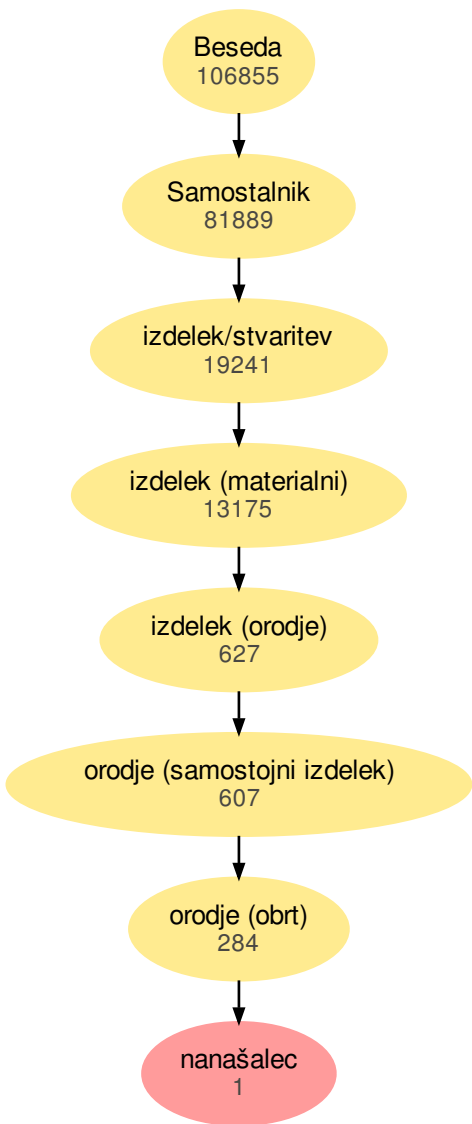 Beseda
106855
Samostalnik
81889
izdelek/stvaritev
19241
izdelek (materialni)
13175
izdelek (orodje)
627
orodje (samostojni izdelek)
607
orodje (obrt)
284
nanašalec
1